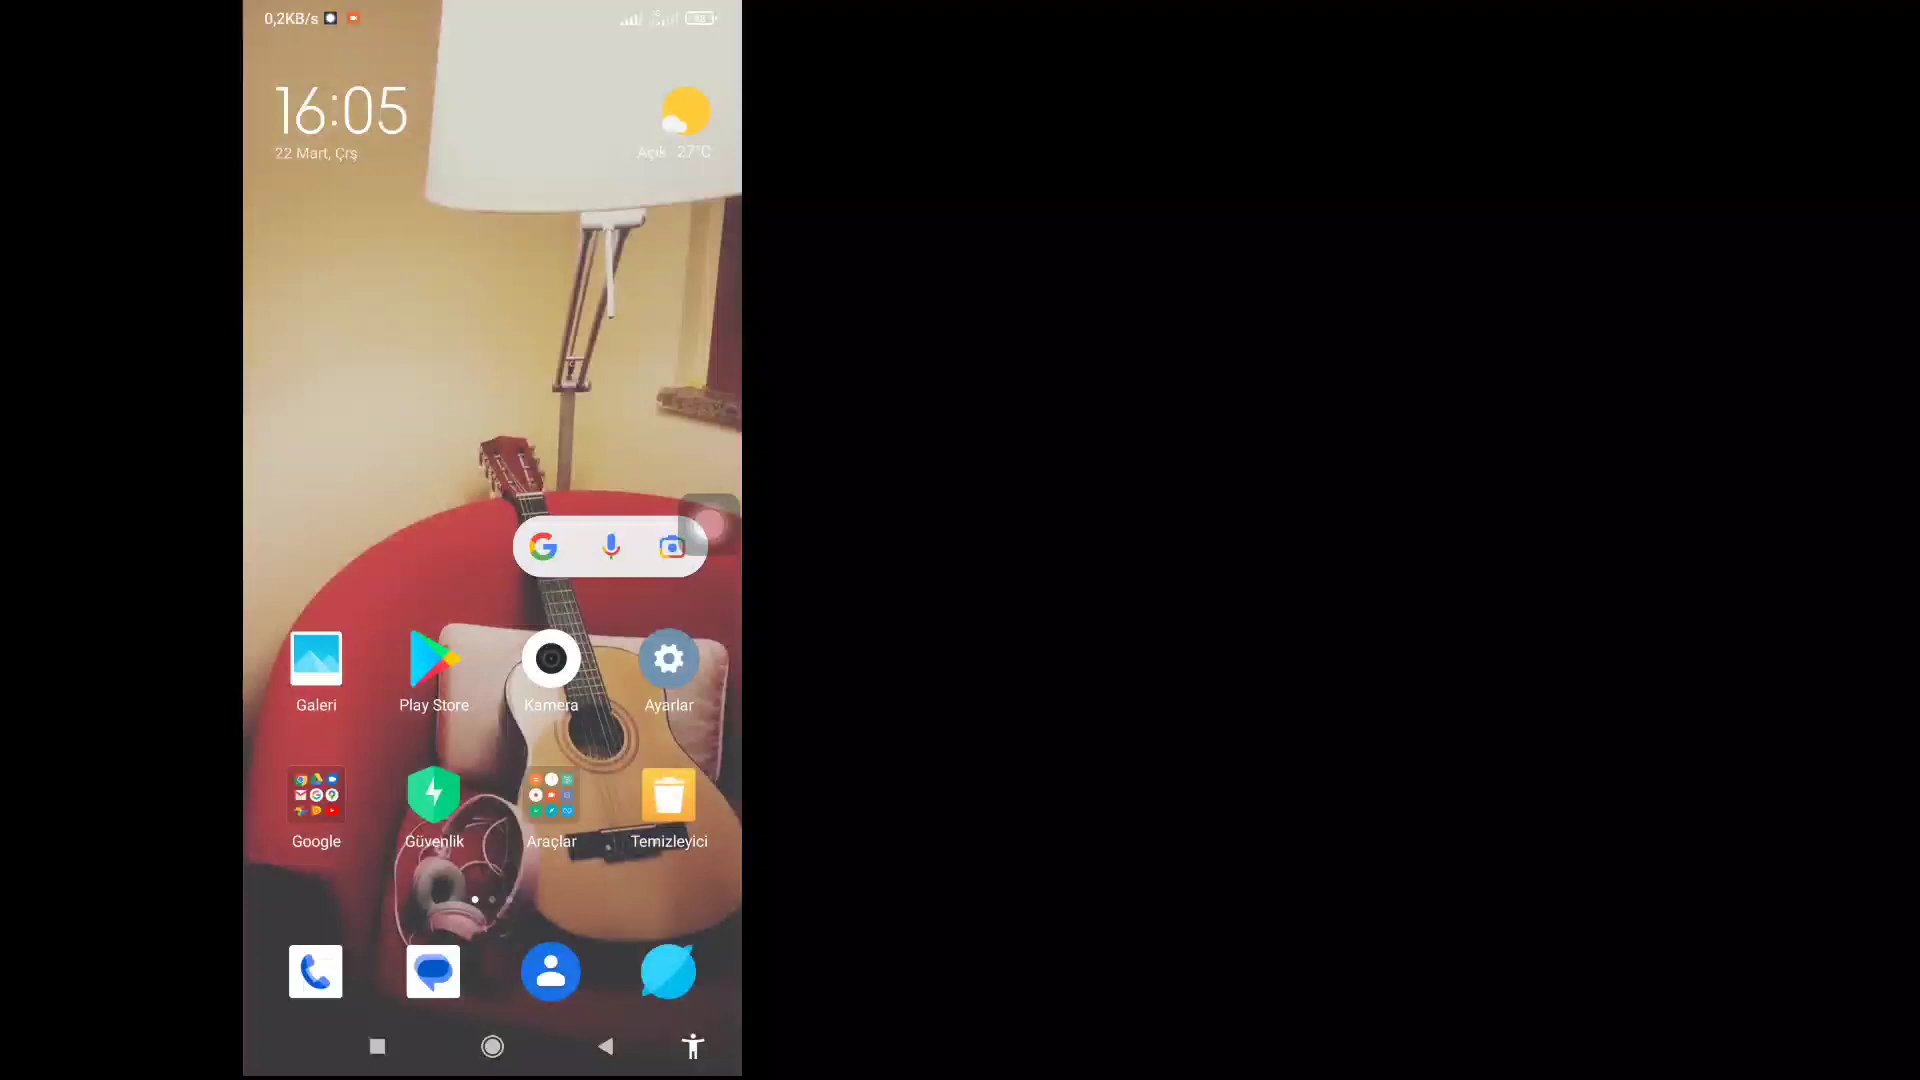 0,2KB/s
16:05
22 Mart, Çrş
Açık 27°C
Galeri
Play Store
Kamera
Ayarlar
Google
Güvenlik
Araçlar
Temizleyici